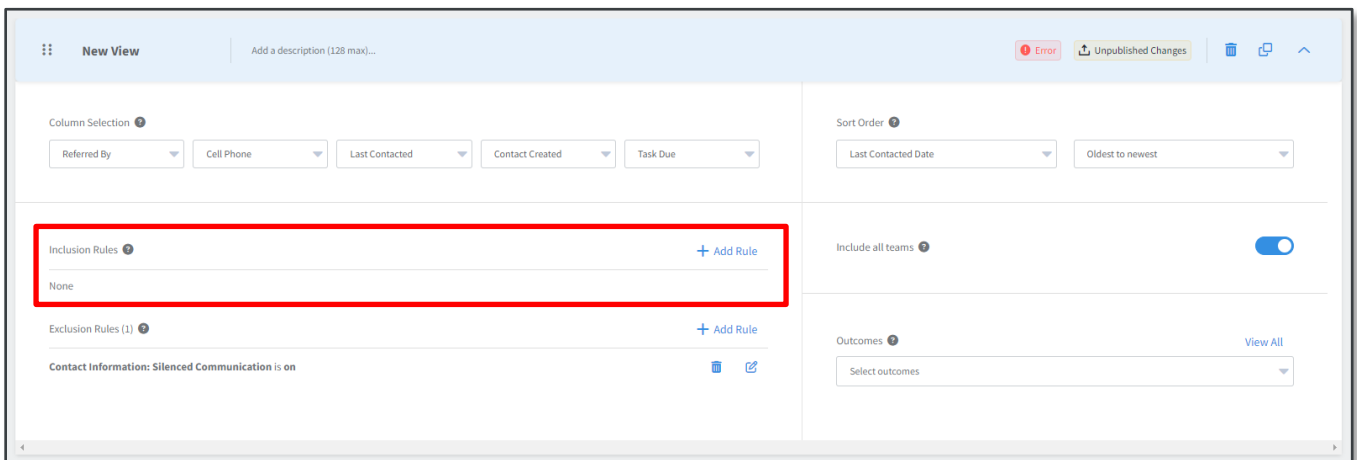 New View
Add a description (128 max)...
Error
Unpublished Changes
Column Selection
Referred By
Cell Phone
Last Contacted
Contact Created
Task Due
Sort Order
Last Contacted Date
Oldest to newest
Inclusion Rules
+ Add Rule
None
Include all teams
Exclusion Rules (1)
+ Add Rule
Contact Information: Silenced Communication is on
Outcomes
View All
Select outcomes